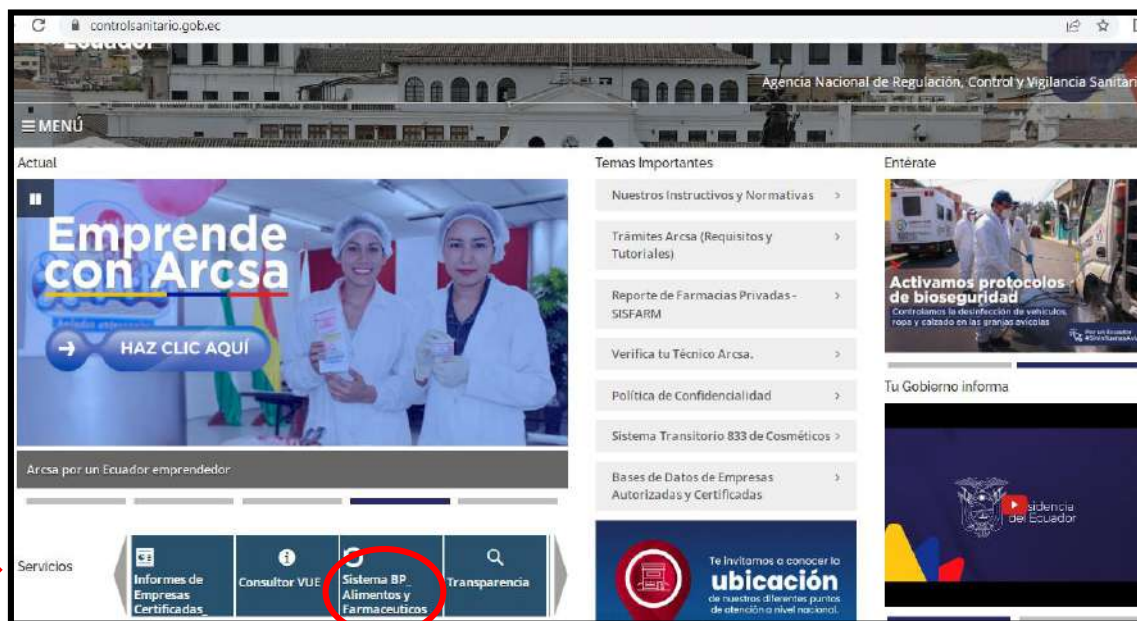 controlsanitario.gob.ec
Ecuador
Agencia Nacional de Regulación, Control y Vigilancia Sanitari
MENÚ
Actual
Emprende
con Arcsa
HAZ CLIC AQUÍ
Arcsa por un Ecuador emprendedor
Servicios
Informes de
Empresas
Certificadas_
Consultor VUE
Sistema BP_
Alimentos y
Farmaceuticos
Transparencia
Temas Importantes
Nuestros Instructivos y Normativas
Trámites Arcsa (Requisitos y
Tutoriales)
Reporte de Farmacias Privadas -
SISFARM
Verifica tu Técnico Arcsa.
Política de Confidencialidad
Sistema Transitorio 833 de Cosméticos
Bases de Datos de Empresas
Autorizadas y Certificadas
Te invitamos a conocer la
ubicación
de nuestros diferentes puntos
de atención a nivel nacional.
Entérate
Activamos protocolos
de bioseguridad
Controlamos la desinfección de vehículos,
ropa y calzado en las granjas avícolas
Por un Ecuador
Tu Gobierno informa
sidencia
del Ecuador